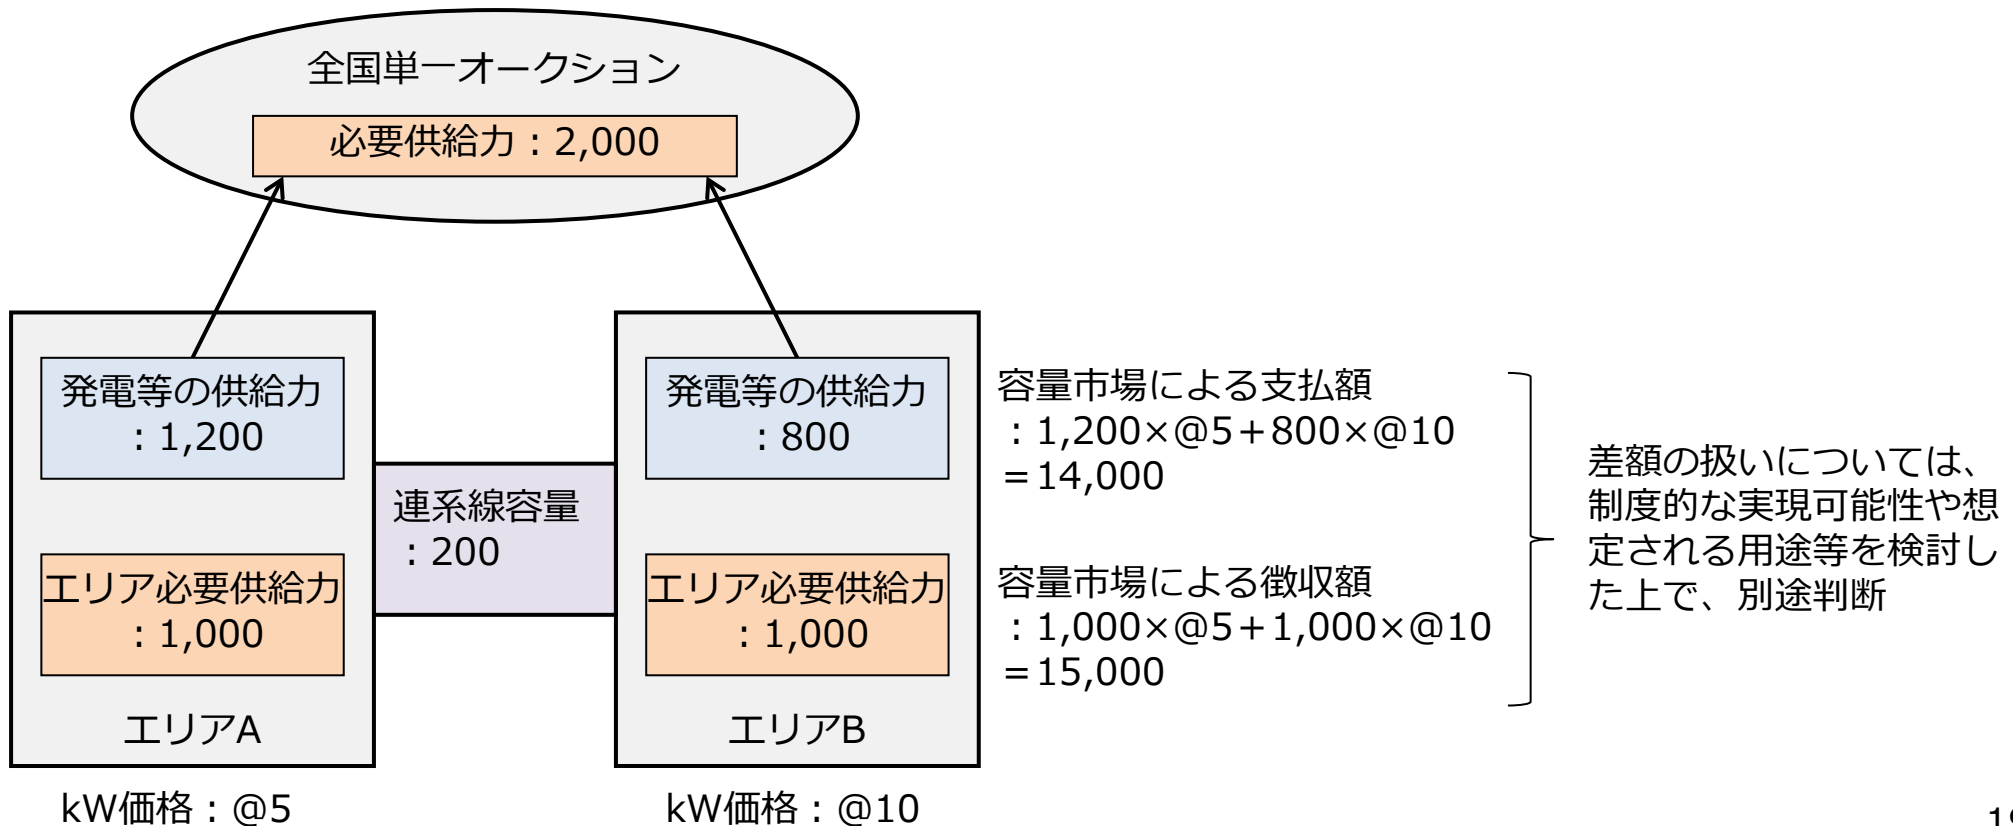 全国単一オークション
必要供給力：2,000
発電等の供給力
：1,200
連系線容量
：200
エリア必要供給力
：1,000
エリアA
kW価格：@5
発電等の供給力
：800
エリア必要供給力
：1,000
エリアB
kW価格：@10
容量市場による支払額
：1,200×@5＋800×@10
＝14,000
容量市場による徴収額
：1,000×@5＋1,000×@10
＝15,000
差額の扱いについては、
制度的な実現可能性や想
定される用途等を検討し
た上で、別途判断